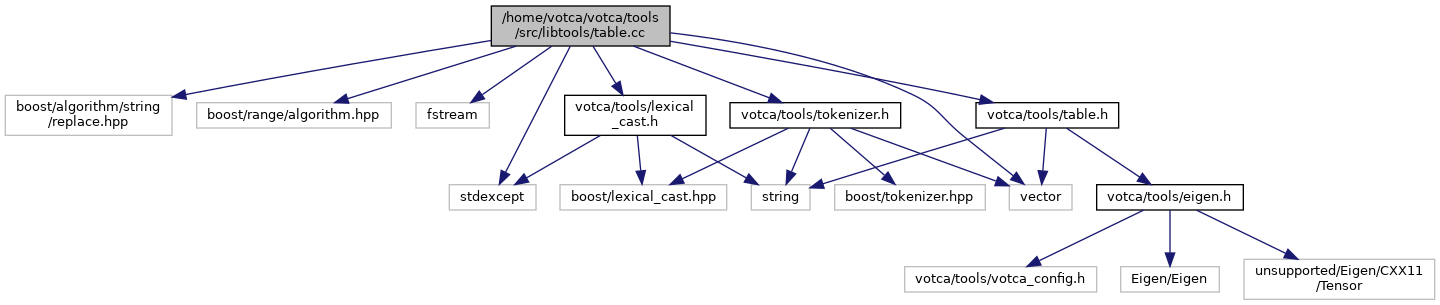 /home/votca/votca/tools
/src/libtools/table.cc
boost/algorithm/string
/replace.hpp
boost/range/algorithm.hpp
fstream
votca/tools/lexical
_cast.h
votca/tools/tokenizer.h
votca/tools/table.h
stdexcept
boost/lexical_cast.hpp
string
boost/tokenizer.hpp
vector
votca/tools/eigen.h
votca/tools/votca_config.h
Eigen/Eigen
unsupported/Eigen/CXX11
/Tensor